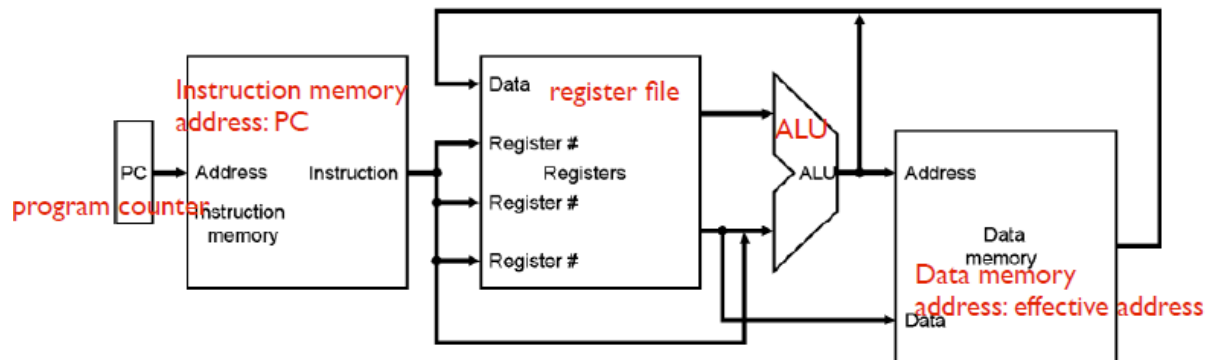 PC
program counter
Instruction memory
address: PC
Address
Instruction
Instruction
memory
Data
register file
Register #
Registers
Register #
Register #
ALU
ALU
Address
Data
memory
Data memory
address: effective address
Data